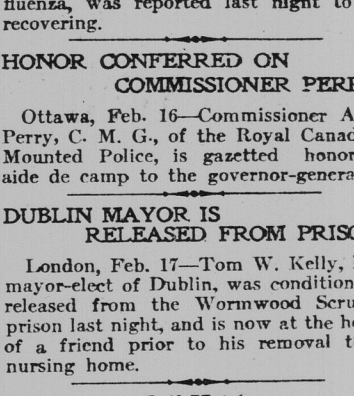 fluenza, was reported last night to
recovering.
HONOR CONFERRED ON
COMMISSIONER PERR
Ottawa, Feb. 16—Commissioner A
Perry, C. M. G., of the Royal Canad
Mounted Police, is gazetted honor
aide de camp to the governor-genera
DUBLIN MAYOR IS
RELEASED FROM PRISO
London, Feb. 17—Tom W. Kelly,
mayor-elect of Dublin, was condition
released from the Wormwood Scru
prison last night, and is now at the ho
of a friend prior to his removal t
nursing home.